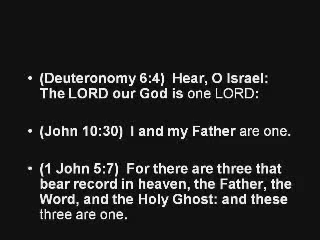 • (Deuteronomy 6:4)  Hear, O Israel:
The LORD our God is one LORD:
• (John 10:30)  I and my Father are one.
• (1 John 5:7)  For there are three that
bear record in heaven, the Father, the
Word, and the Holy Ghost: and these
three are one.